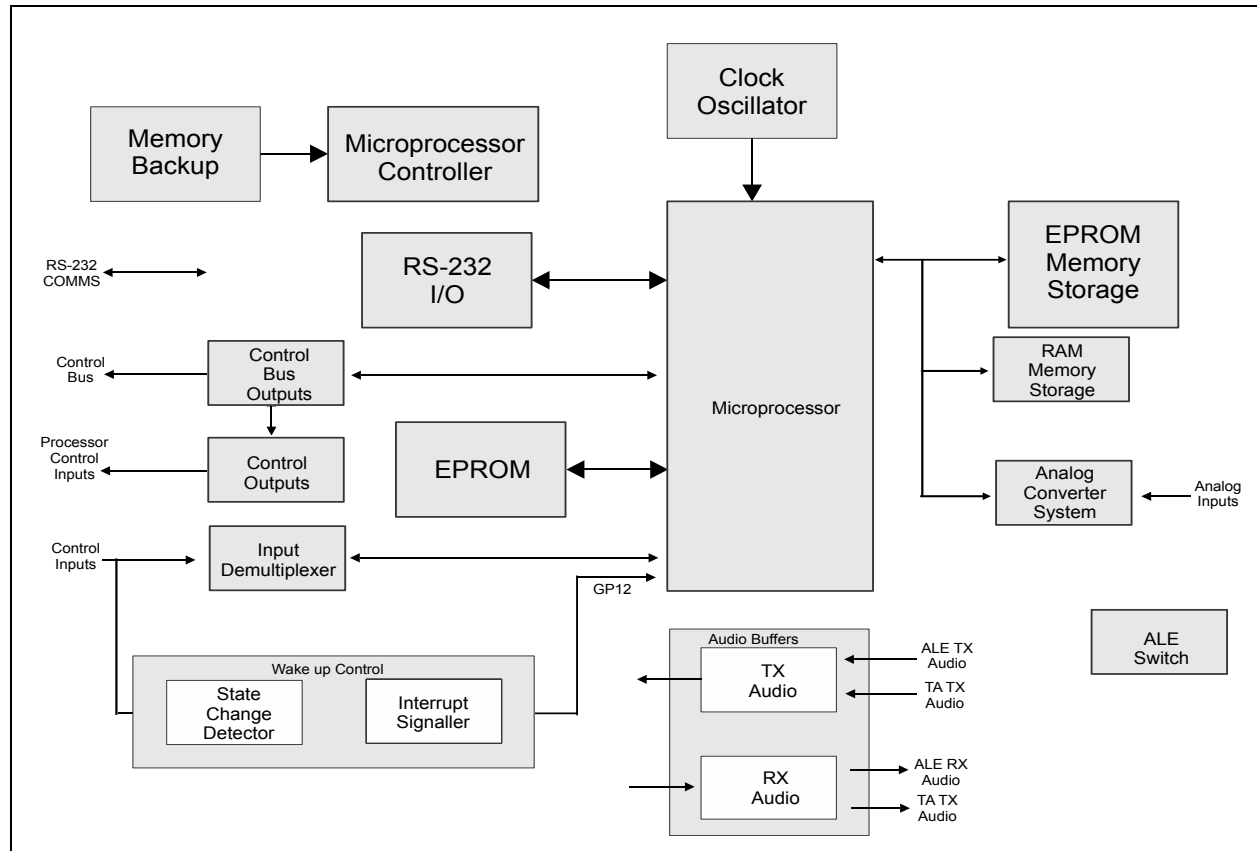 Clock
Oscillator
Memory
Backup
Microprocessor
Controller
RS-232
COMMS
RS-232
I/O
EPROM
Memory
Storage
Control
Bus
Control
Bus
Outputs
Microprocessor
RAM
Memory
Storage
Processor
Control
Inputs
Control
Outputs
EPROM
Analog
Converter
System
Analog
Inputs
Control
Inputs
Input
Demultiplexer
GP12
Wake up Control
State
Change
Detector
Interrupt
Signaller
Audio Buffers
TX
Audio
ALE TX
Audio
TA TX
Audio
RX
Audio
ALE RX
Audio
TA TX
Audio
ALE
Switch